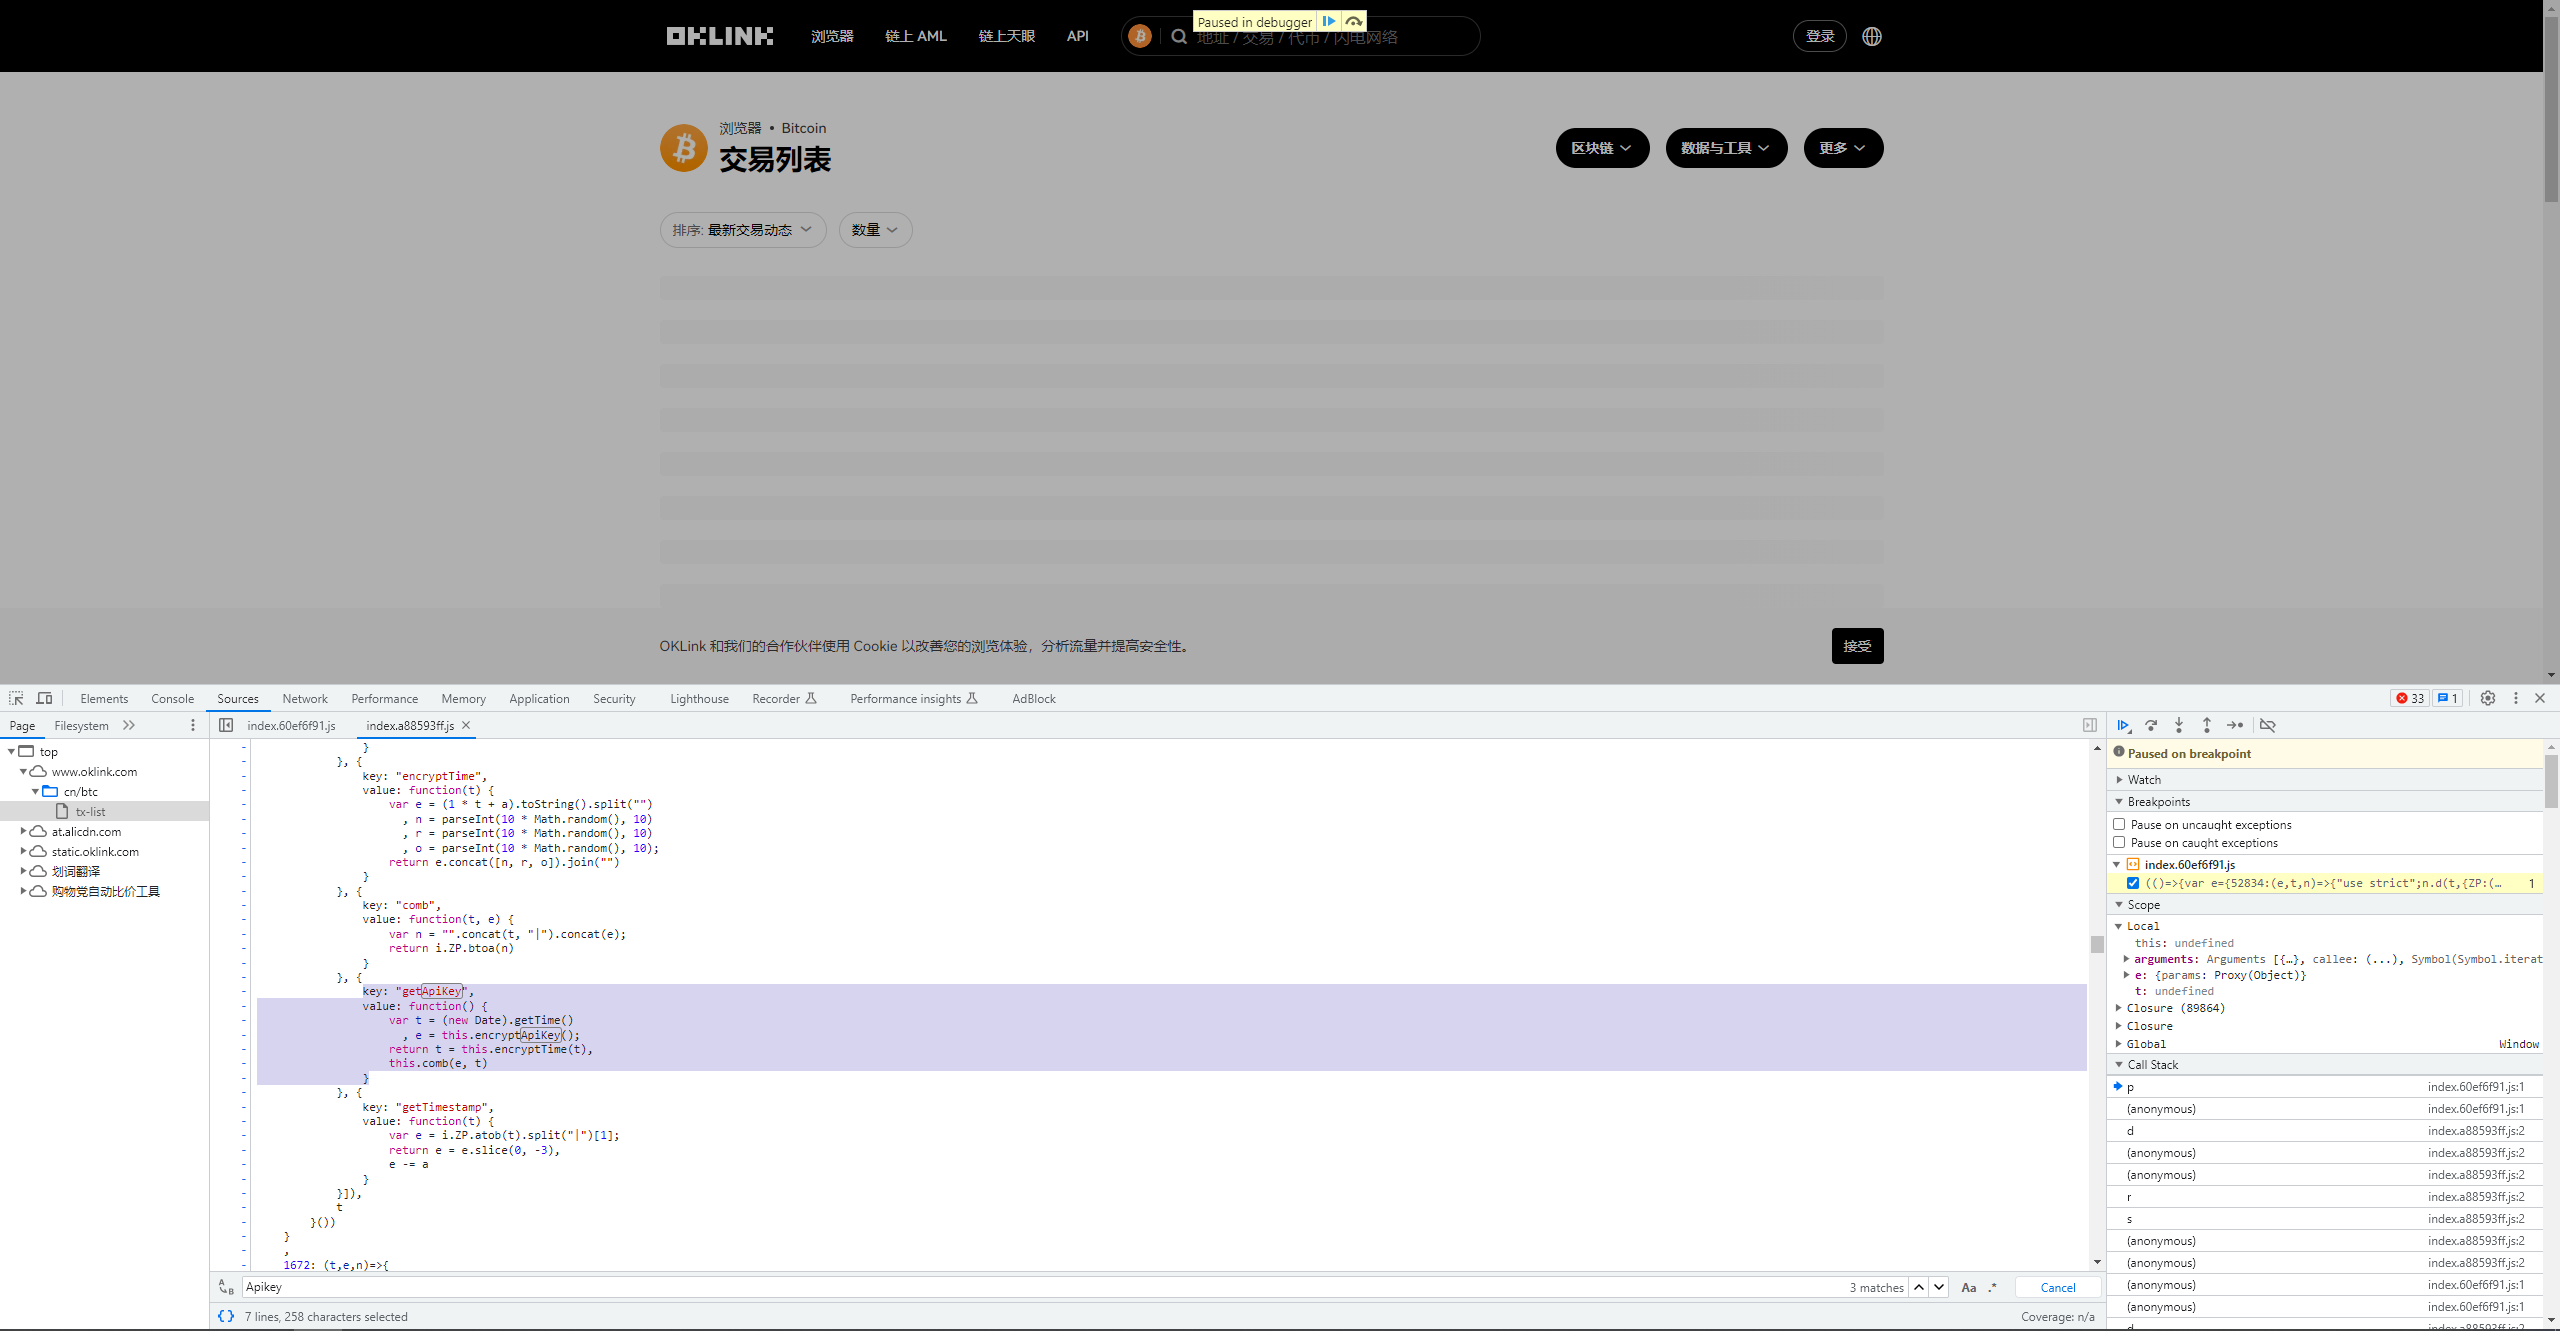 OKLINK 浏览器 链上 AML 链上天眼 API 地址 / 交易 / 代币 / 闪电网络 登录
Paused in debugger
浏览器 • Bitcoin
交易列表
区块链 数据与工具 更多
排序: 最新交易动态 数量
OKLink 和我们的合作伙伴使用 Cookie 以改善您的浏览体验，分析流量并提高安全性。 接受
Elements Console Sources Network Performance Memory Application Security Lighthouse Recorder Performance insights AdBlock 33 1
Page Filesystem index.60ef6f91.js index.a88593ff.js
top
www.oklink.com
cn/btc
tx-list
at.alicdn.com
static.oklink.com
划词翻译
购物党自动比价工具
}
}, {
key: "encryptTime",
value: function(t) {
var e = (1 * t + a).toString().split("")
, n = parseInt(10 * Math.random(), 10)
, r = parseInt(10 * Math.random(), 10)
, o = parseInt(10 * Math.random(), 10);
return e.concat([n, r, o]).join("")
}
}, {
key: "comb",
value: function(t, e) {
var n = "".concat(t, "|").concat(e);
return i.ZP.btoa(n)
}
}, {
key: "getApiKey",
value: function() {
var t = (new Date).getTime()
, e = this.encryptApiKey();
return t = this.encryptTime(t),
this.comb(e, t)
}
}, {
key: "getTimestamp",
value: function(t) {
var e = i.ZP.atob(t).split("|")[1];
return e = e.slice(0, -3),
e -= a
}
}]),
t
}())
}
,
1672: (t,e,n)=>{
Apikey 3 matches Aa .* Cancel
{} 7 lines, 258 characters selected Coverage: n/a
Paused on breakpoint
Watch
Breakpoints
Pause on uncaught exceptions
Pause on caught exceptions
index.60ef6f91.js
(()=>{var e={52834:(e,t,n)=>{"use strict";n.d(t,{ZP:(… 1
Scope
Local
this: undefined
arguments: Arguments [{…}, callee: (...), Symbol(Symbol.iterat
e: {params: Proxy(Object)}
t: undefined
Closure (89864)
Closure
Global Window
Call Stack
p index.60ef6f91.js:1
(anonymous) index.60ef6f91.js:1
d index.a88593ff.js:2
(anonymous) index.a88593ff.js:2
(anonymous) index.a88593ff.js:2
r index.a88593ff.js:2
s index.a88593ff.js:2
(anonymous) index.a88593ff.js:2
(anonymous) index.a88593ff.js:2
(anonymous) index.60ef6f91.js:1
(anonymous) index.60ef6f91.js:1